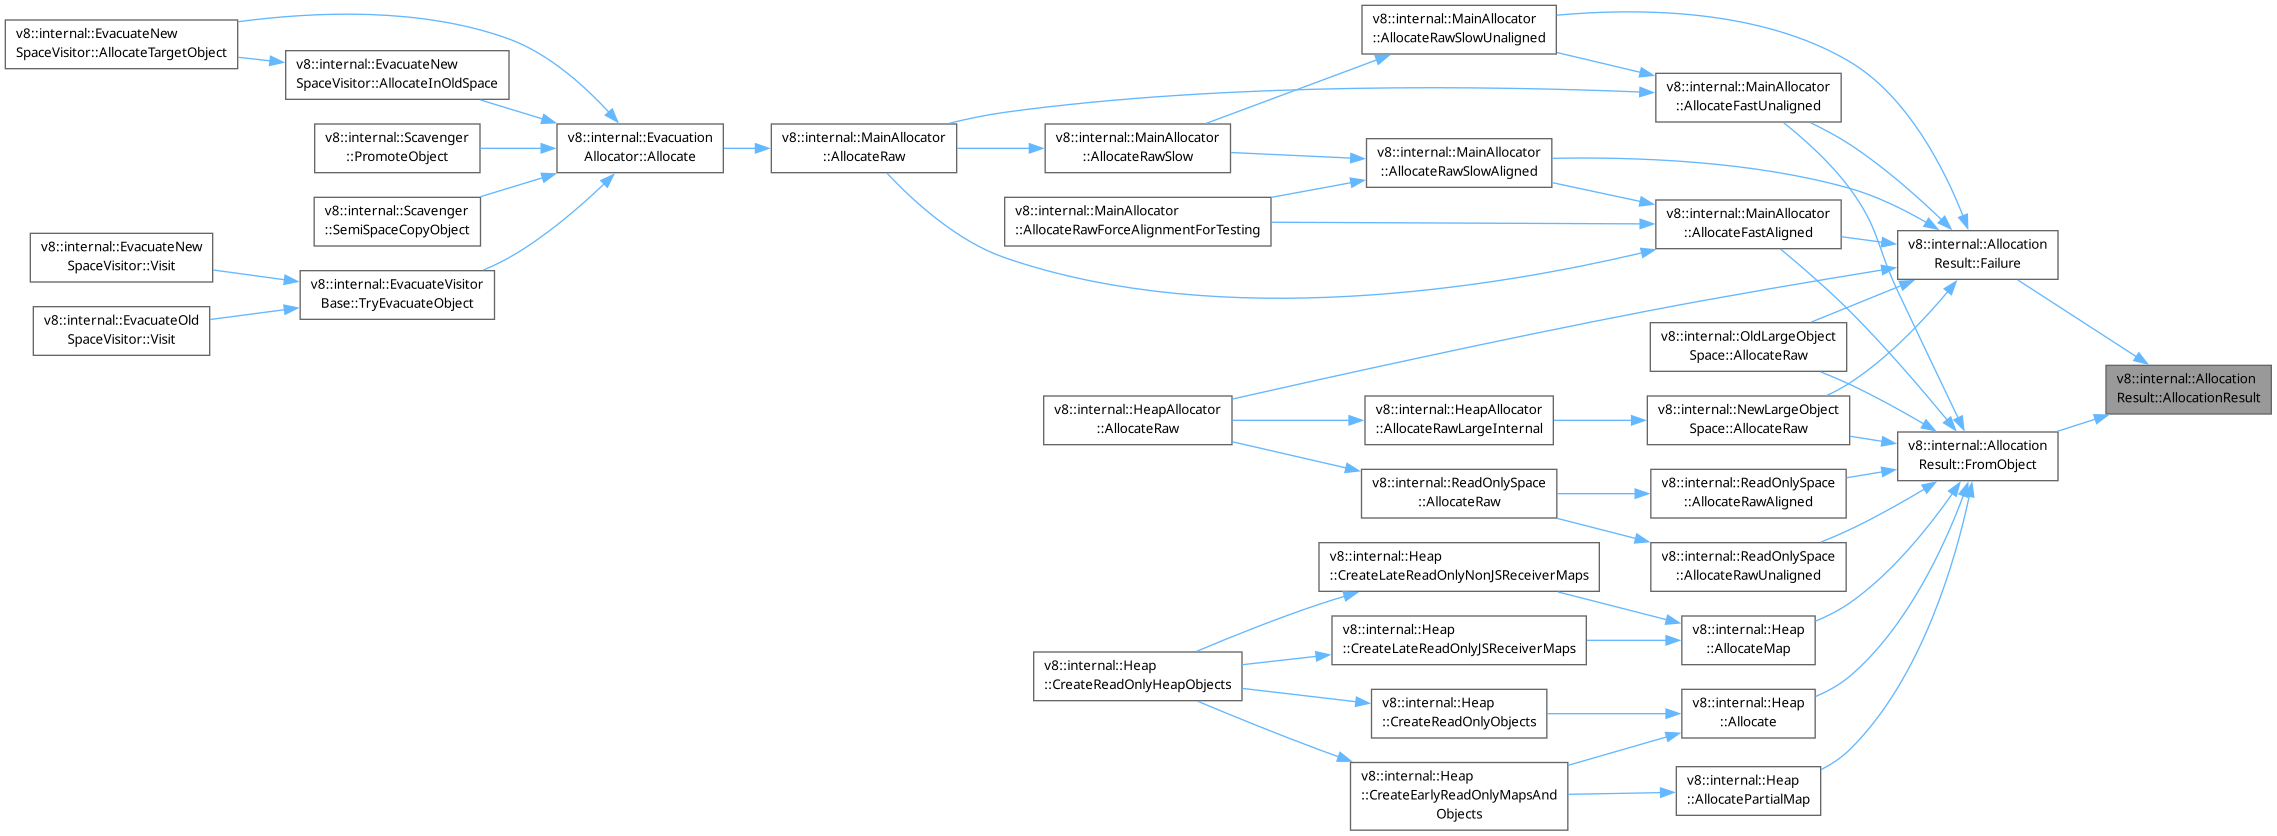 v8::internal::EvacuateNew
SpaceVisitor::AllocateTargetObject
v8::internal::EvacuateNew
SpaceVisitor::AllocateInOldSpace
v8::internal::Scavenger
::PromoteObject
v8::internal::Scavenger
::SemiSpaceCopyObject
v8::internal::EvacuateNew
SpaceVisitor::Visit
v8::internal::EvacuateVisitor
Base::TryEvacuateObject
v8::internal::EvacuateOld
SpaceVisitor::Visit
v8::internal::Evacuation
Allocator::Allocate
v8::internal::MainAllocator
::AllocateRaw
v8::internal::MainAllocator
::AllocateRawSlow
v8::internal::MainAllocator
::AllocateRawForceAlignmentForTesting
v8::internal::MainAllocator
::AllocateRawSlowUnaligned
v8::internal::MainAllocator
::AllocateRawSlowAligned
v8::internal::MainAllocator
::AllocateFastUnaligned
v8::internal::MainAllocator
::AllocateFastAligned
v8::internal::Allocation
Result::Failure
v8::internal::OldLargeObject
Space::AllocateRaw
v8::internal::Allocation
Result::AllocationResult
v8::internal::HeapAllocator
::AllocateRaw
v8::internal::HeapAllocator
::AllocateRawLargeInternal
v8::internal::NewLargeObject
Space::AllocateRaw
v8::internal::Allocation
Result::FromObject
v8::internal::ReadOnlySpace
::AllocateRaw
v8::internal::ReadOnlySpace
::AllocateRawAligned
v8::internal::ReadOnlySpace
::AllocateRawUnaligned
v8::internal::Heap
::CreateLateReadOnlyNonJSReceiverMaps
v8::internal::Heap
::CreateLateReadOnlyJSReceiverMaps
v8::internal::Heap
::AllocateMap
v8::internal::Heap
::CreateReadOnlyHeapObjects
v8::internal::Heap
::CreateReadOnlyObjects
v8::internal::Heap
::Allocate
v8::internal::Heap
::CreateEarlyReadOnlyMapsAnd
Objects
v8::internal::Heap
::AllocatePartialMap